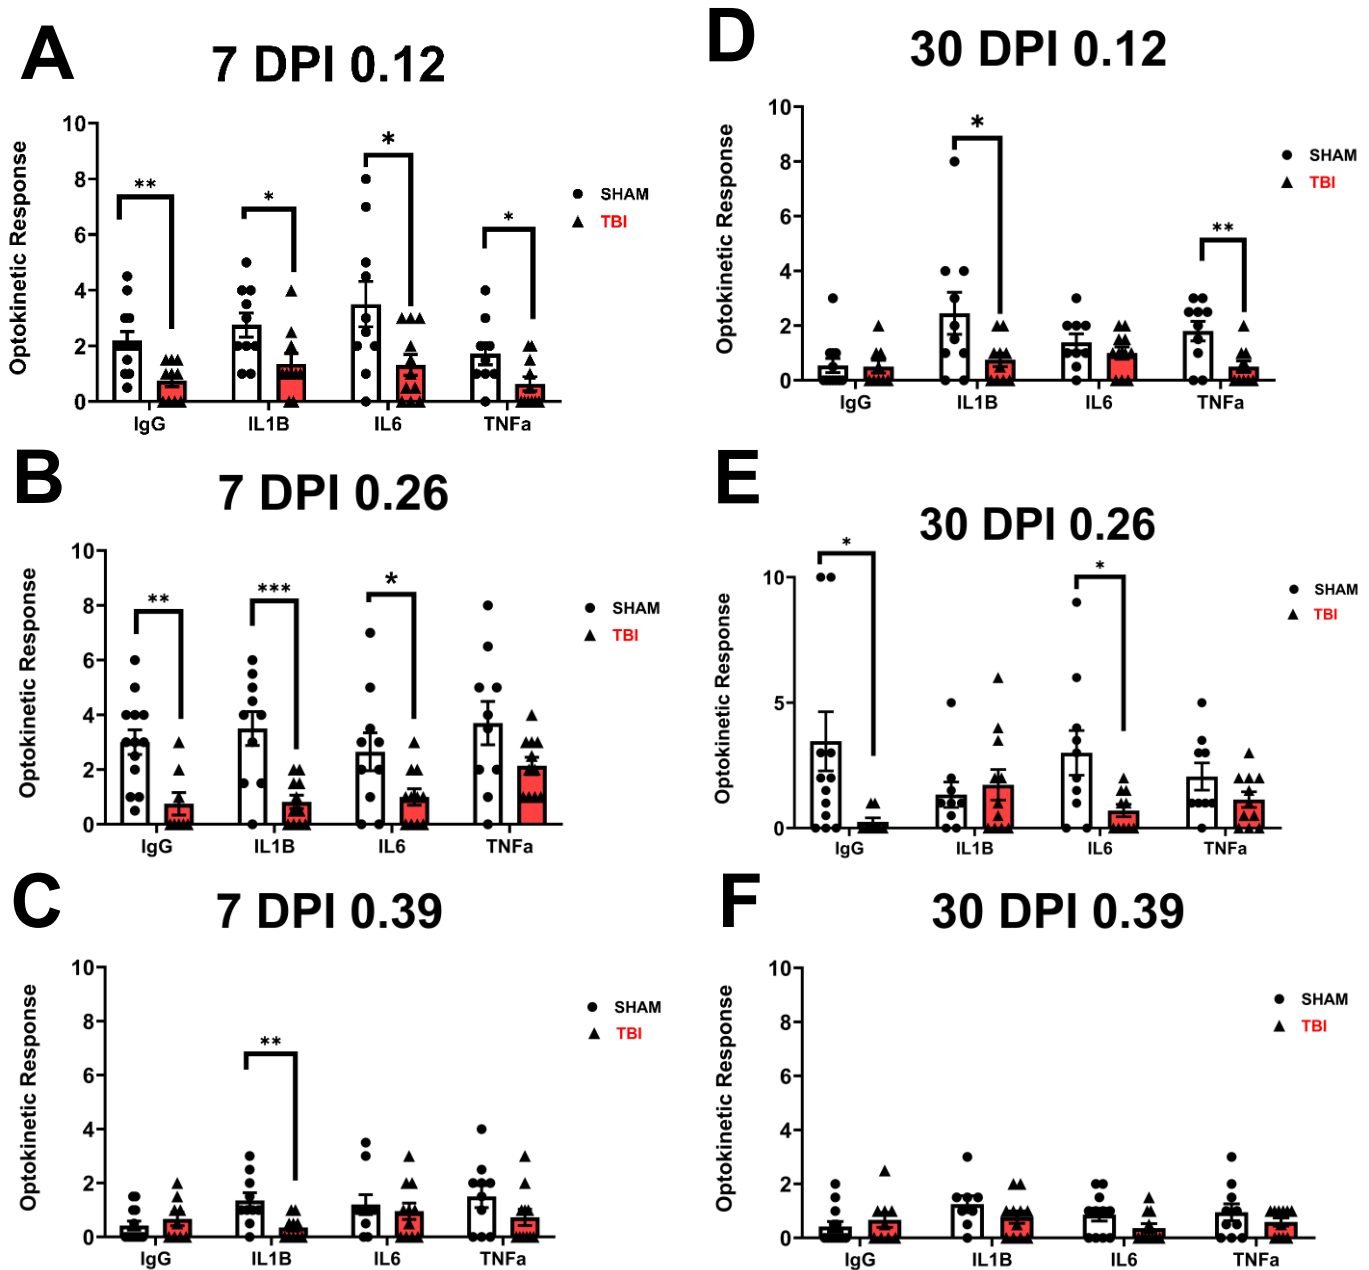 A
7 DPI 0.12
Optokinetic Response
10
8
6
4
2
0
**
*
*
*
IgG
IL1B
IL6
TNFa
SHAM
TBI
D
30 DPI 0.12
Optokinetic Response
10
8
6
4
2
0
*
**
IgG
IL1B
IL6
TNFa
SHAM
TBI
B
7 DPI 0.26
Optokinetic Response
10
8
6
4
2
0
**
***
*
IgG
IL1B
IL6
TNFa
SHAM
TBI
E
30 DPI 0.26
Optokinetic Response
10
5
0
*
*
IgG
IL1B
IL6
TNFa
SHAM
TBI
C
7 DPI 0.39
Optokinetic Response
10
8
6
4
2
0
**
IgG
IL1B
IL6
TNFa
SHAM
TBI
F
30 DPI 0.39
Optokinetic Response
10
8
6
4
2
0
IgG
IL1B
IL6
TNFa
SHAM
TBI